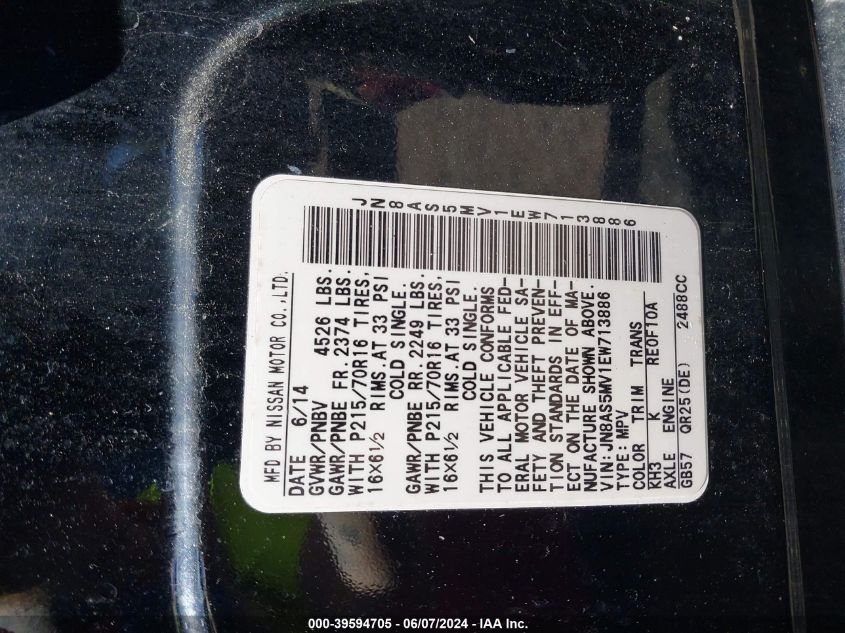 MFD BY NISSAN MOTOR CO.,LTD.
DATE 6/14
GVWR/PNBV 4526 LBS.
GAWR/PNBE FR. 2374 LBS.
WITH P215/70R16 TIRES,
16X6½ RIMS.AT 33 PSI
COLD SINGLE.
GAWR/PNBE RR. 2249 LBS.
WITH P215/70R16 TIRES,
16X6½ RIMS.AT 33 PSI
COLD SINGLE.
THIS VEHICLE CONFORMS
TO ALL APPLICABLE FED-
ERAL MOTOR VEHICLE SA-
FETY AND THEFT PREVEN-
TION STANDARDS IN EFF-
ECT ON THE DATE OF MA-
NUFACTURE SHOWN ABOVE.
VIN:JN8AS5MV1EW713886
TYPE:MPV
COLOR TRIM TRANS
KH3 K RE0F10A
AXLE ENGINE
GB57 QR25(DE) 2488CC
JN8AS5MV1EW713886
000-39594705 - 06/07/2024 - IAA Inc.